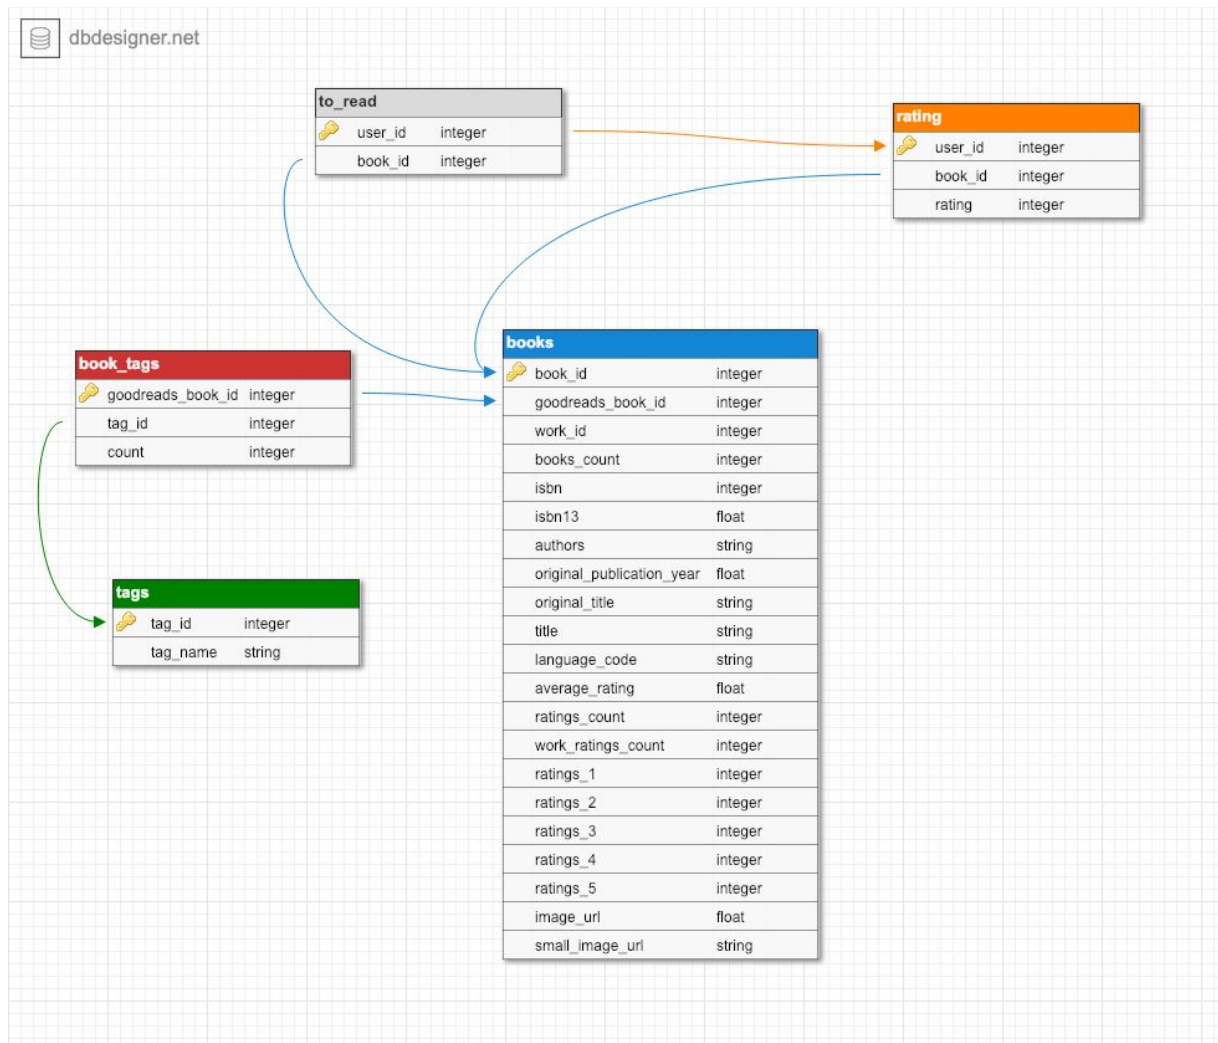 dbdesigner.net
to_read
user_id integer
book_id integer
rating
user_id integer
book_id integer
rating integer
books
book_id integer
goodreads_book_id integer
work_id integer
books_count integer
isbn integer
isbn13 float
authors string
original_publication_year float
original_title string
title string
language_code string
average_rating float
ratings_count integer
work_ratings_count integer
ratings_1 integer
ratings_2 integer
ratings_3 integer
ratings_4 integer
ratings_5 integer
image_url float
small_image_url string
book_tags
goodreads_book_id integer
tag_id integer
count integer
tags
tag_id integer
tag_name string